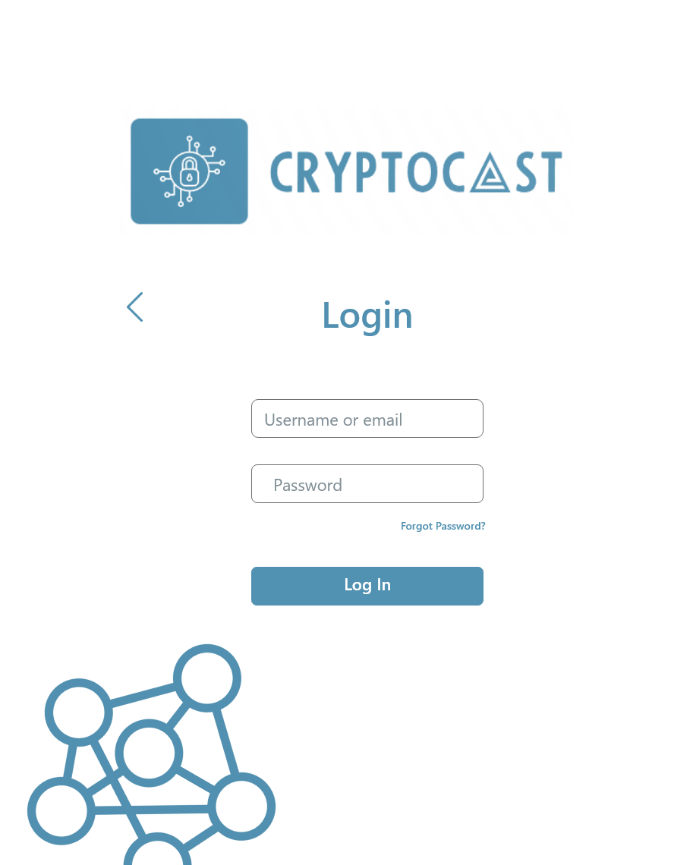 CRYPTOCAST
Login
Username or email
Password
Forgot Password?
Log In